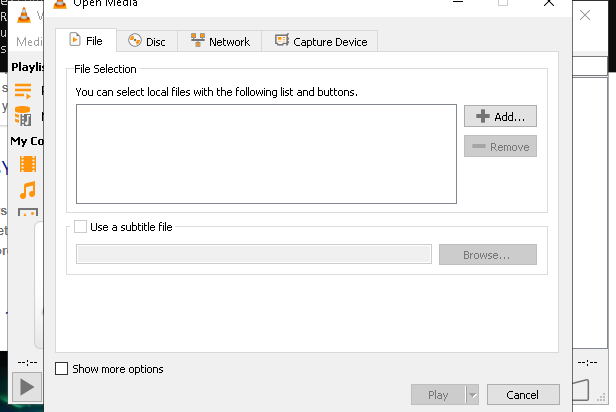 Open Media
Medi
File
Disc
Network
Capture Device
Playlis
File Selection
You can select local files with the following list and buttons.
Add...
Remove
My Co
Use a subtitle file
Browse...
--:--
--:--
Show more options
Play
Cancel